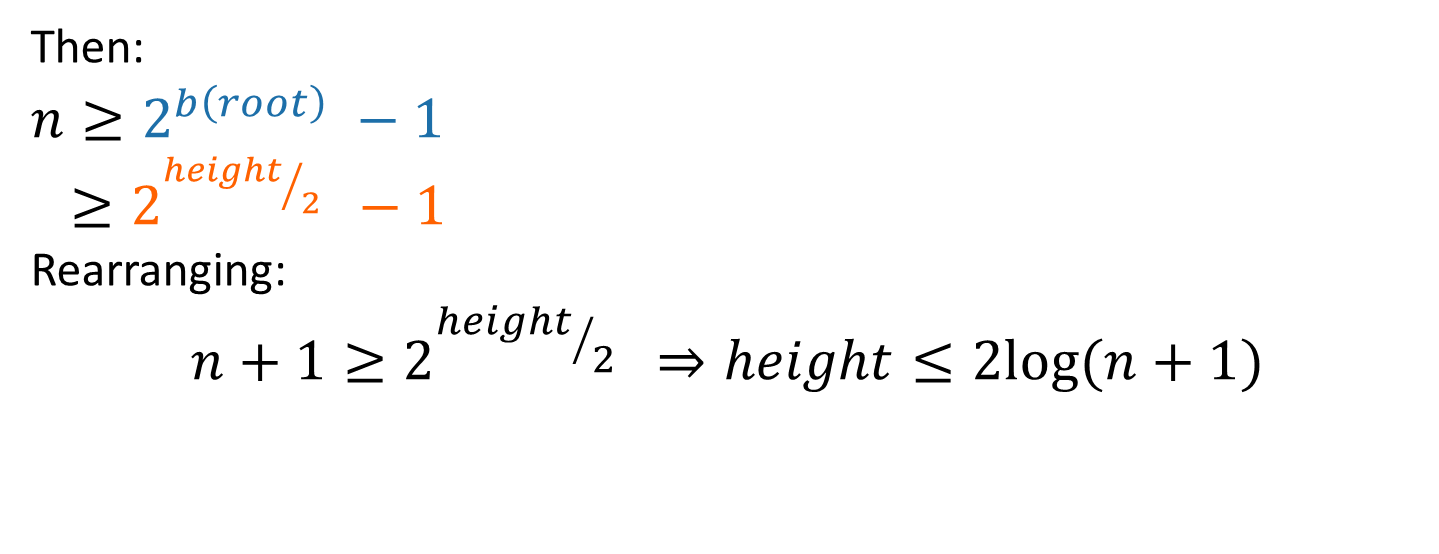 Then:
n ≥ 2^{b(root)} − 1
≥ 2^{height/2} − 1
Rearranging:
n + 1 ≥ 2^{height/2} ⇒ height ≤ 2log(n + 1)